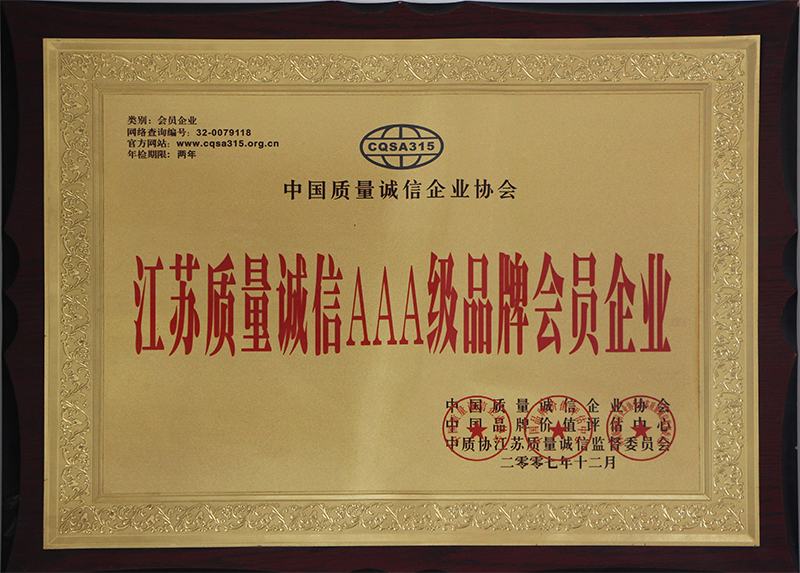 类别：会员企业
网络查询编号：32-0079118
官方网站：www.cqsa315.org.cn
年检期限：两年
CQSA315
中国质量诚信企业协会
江苏质量诚信AAA级品牌会员企业
中国质量诚信企业协会
中国品牌价值评估中心
中质协江苏质量诚信监督委员会
二零零七年十二月